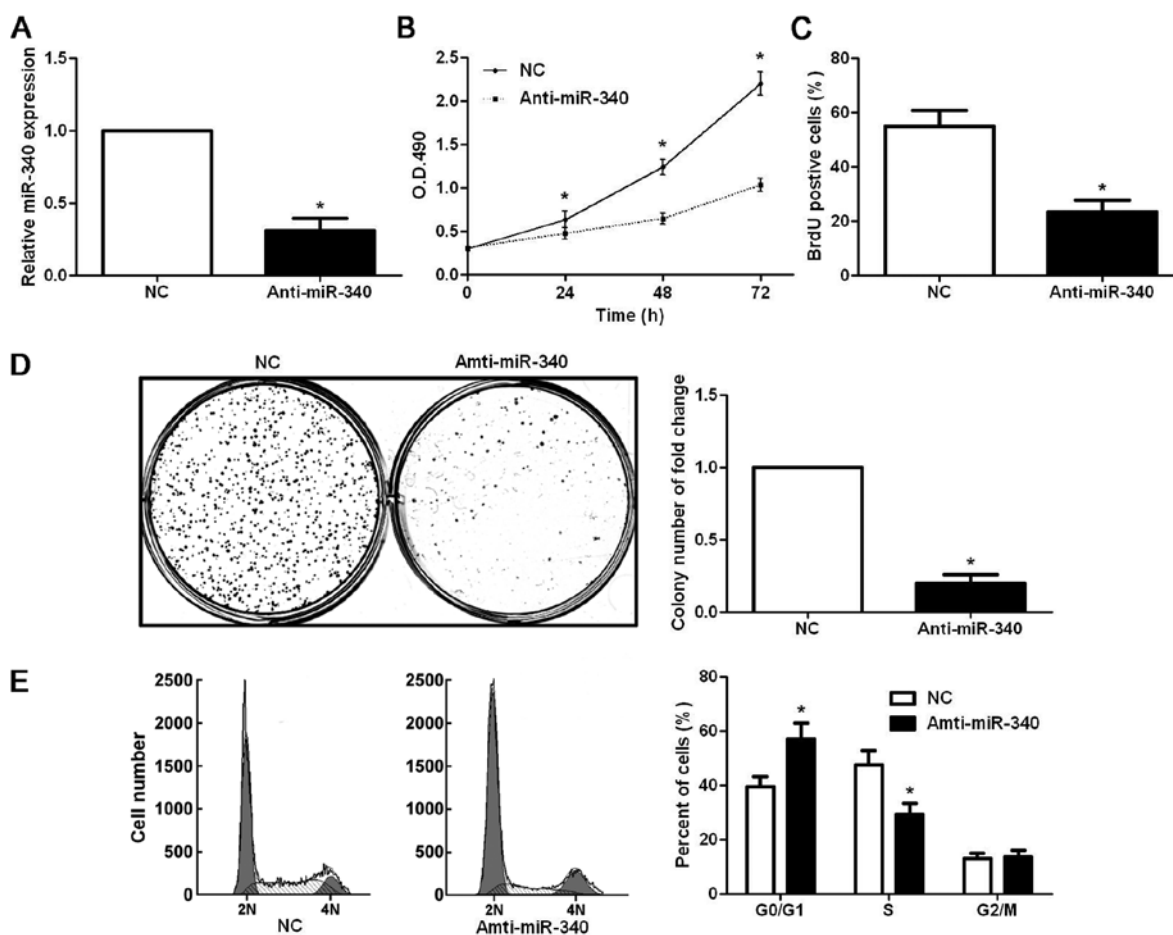 A
Relative miR-340 expression
1.5
1.0
0.5
0.0
*
NC
Anti-miR-340
B
O.D.490
2.5
2.0
1.5
1.0
0.5
0.0
NC
Anti-miR-340
*
*
*
0
24
48
72
Time (h)
C
BrdU postive cells (%)
80
60
40
20
0
*
NC
Anti-miR-340
D
NC
Amti-miR-340
Colony number of fold change
1.5
1.0
0.5
0.0
*
NC
Anti-miR-340
E
Cell number
2500
2000
1500
1000
500
0
2N
4N
NC
2500
2000
1500
1000
500
0
2N
4N
Amti-miR-340
Percent of cells (%)
80
60
40
20
0
NC
Amti-miR-340
*
*
G0/G1
S
G2/M